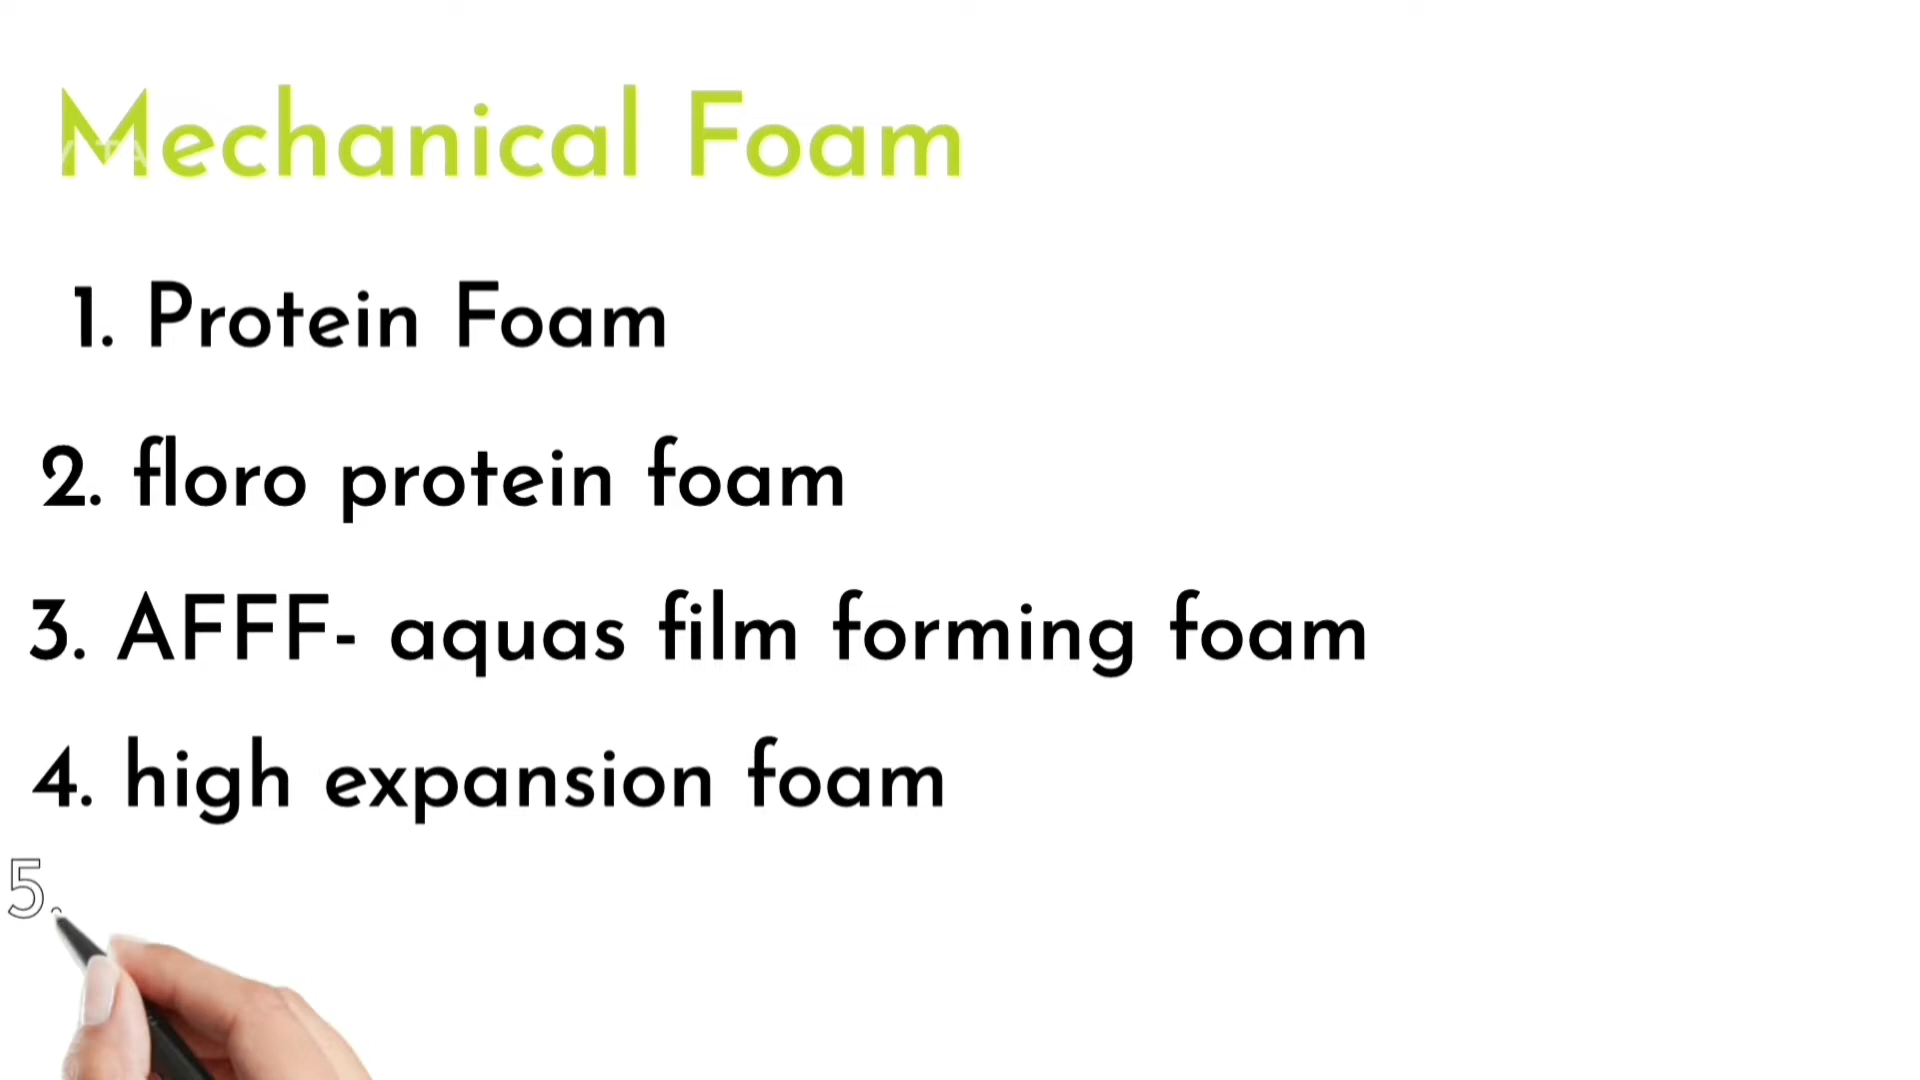 Mechanical Foam
1. Protein Foam
2. floro protein foam
3. AFFF- aquas film forming foam
4. high expansion foam
5.